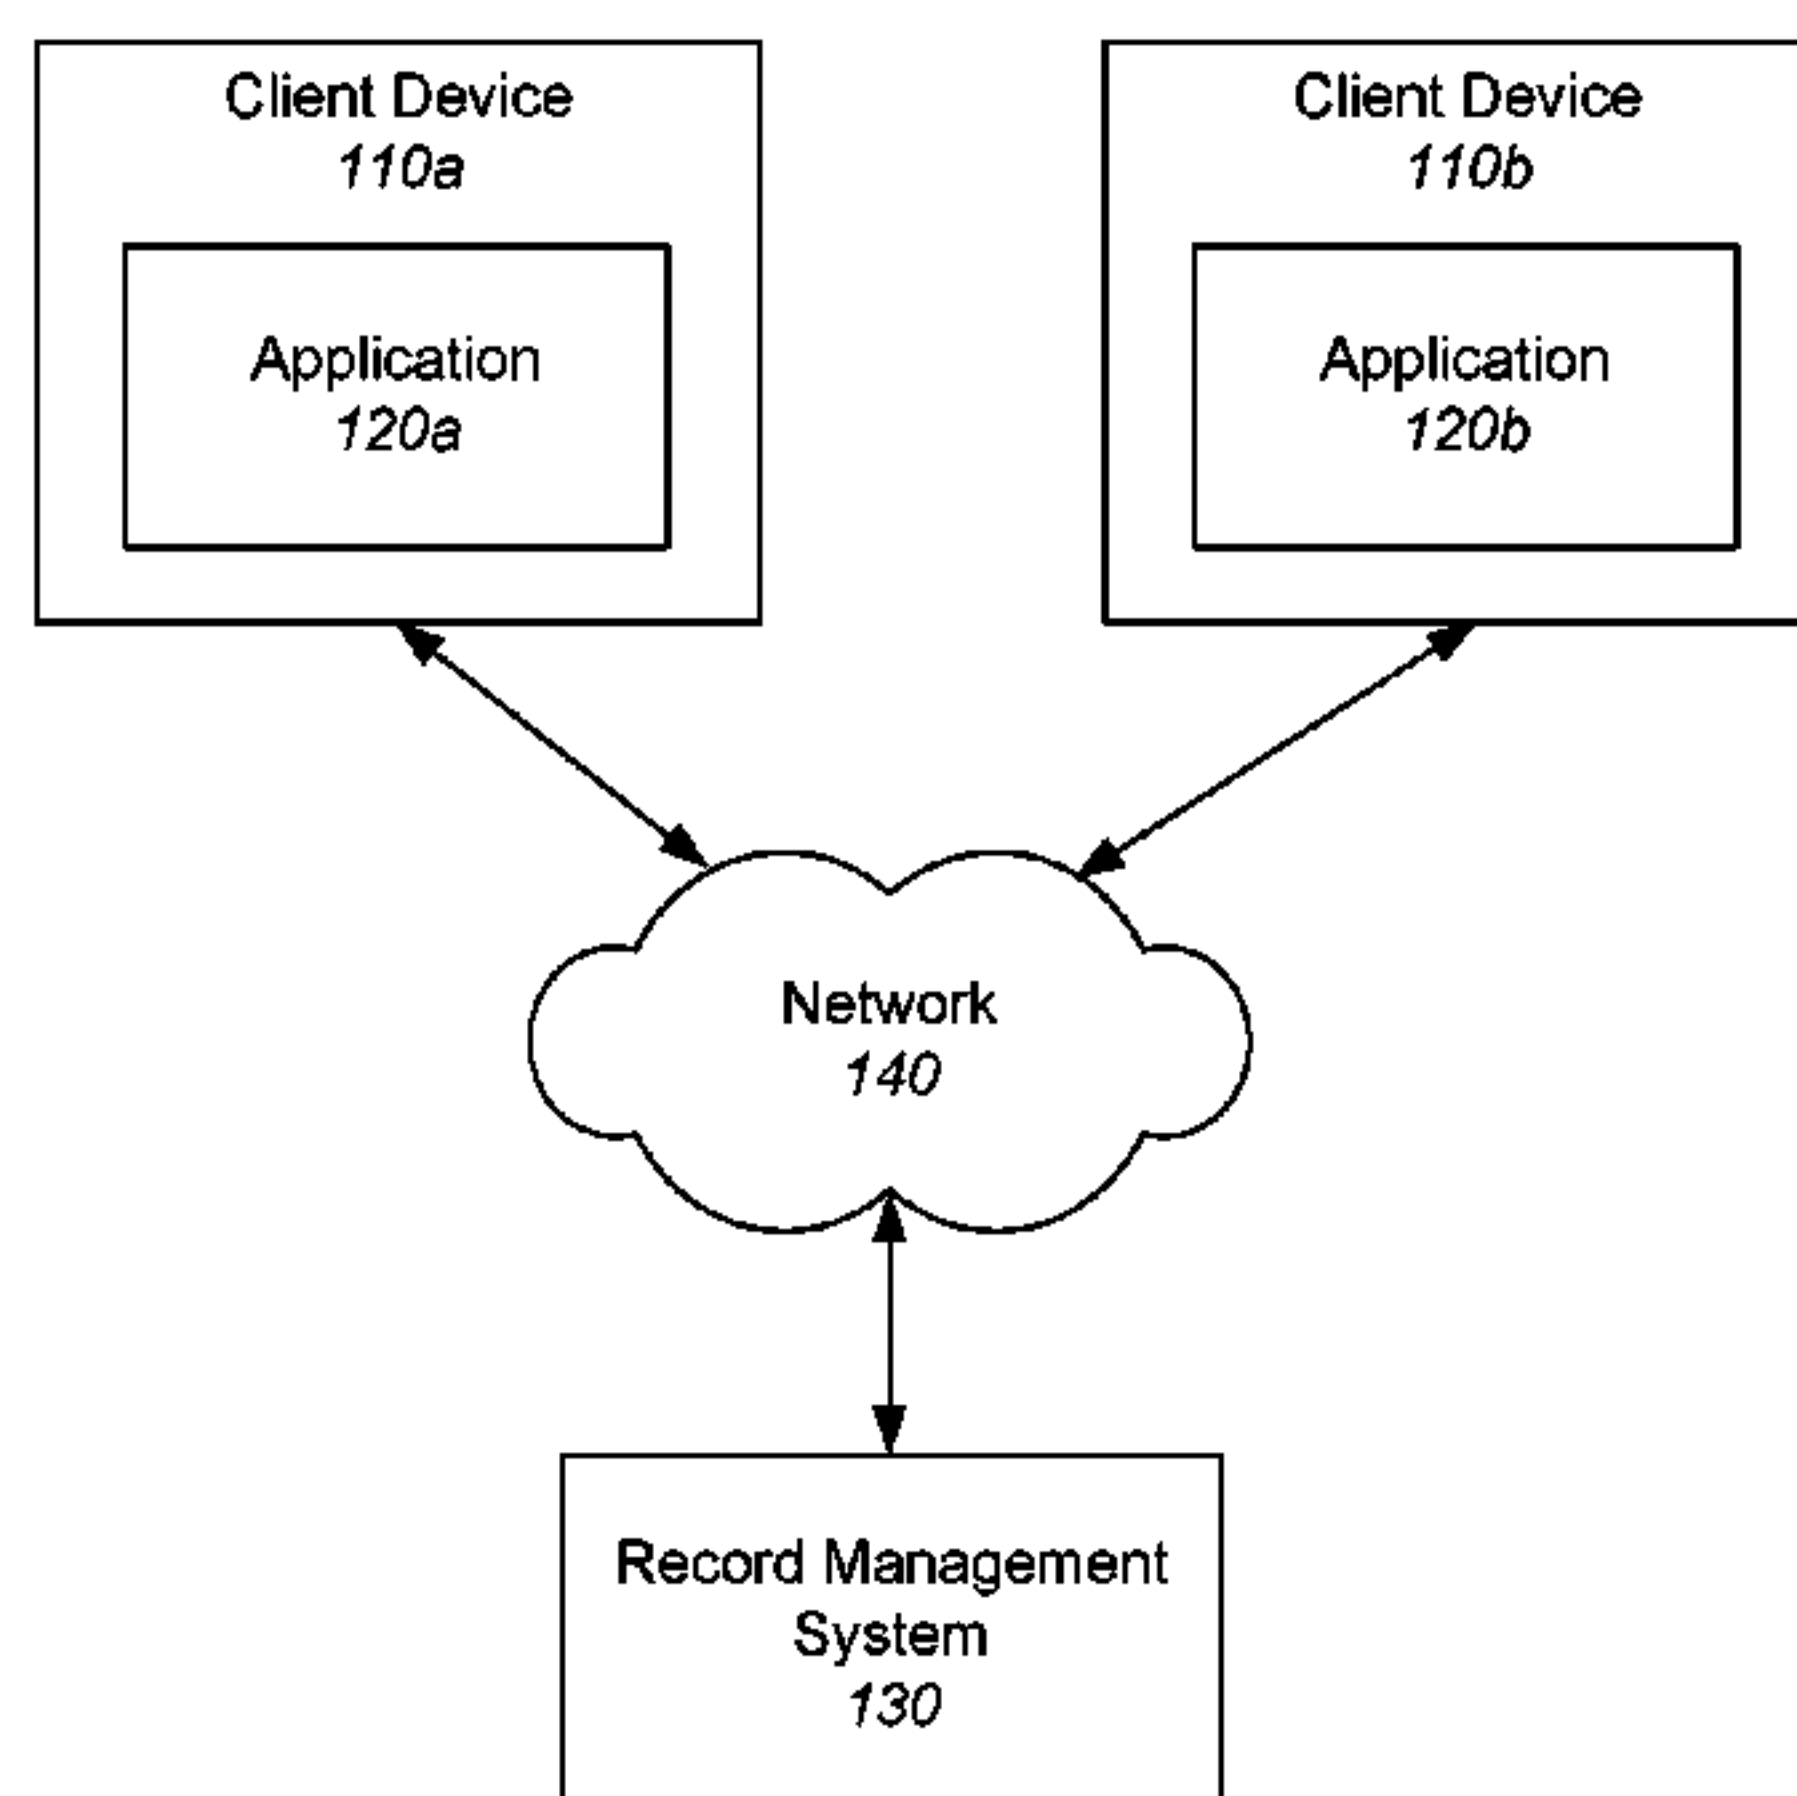 Client Device
110a
Application
120a
Client Device
110b
Application
120b
Network
140
Record Management
System
130